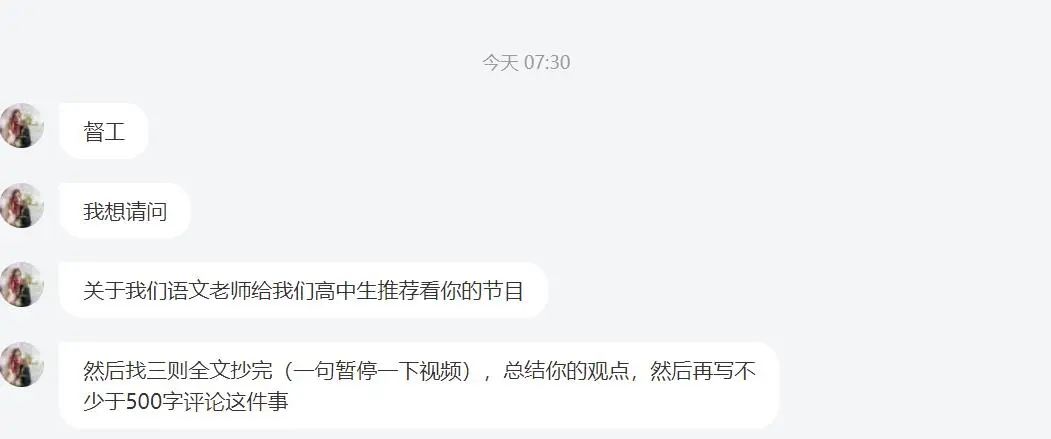 今天 07:30
督工
我想请问
关于我们语文老师给我们高中生推荐看你的节目
然后找三则全文抄完（一句暂停一下视频），总结你的观点，然后再写不
少于500字评论这件事